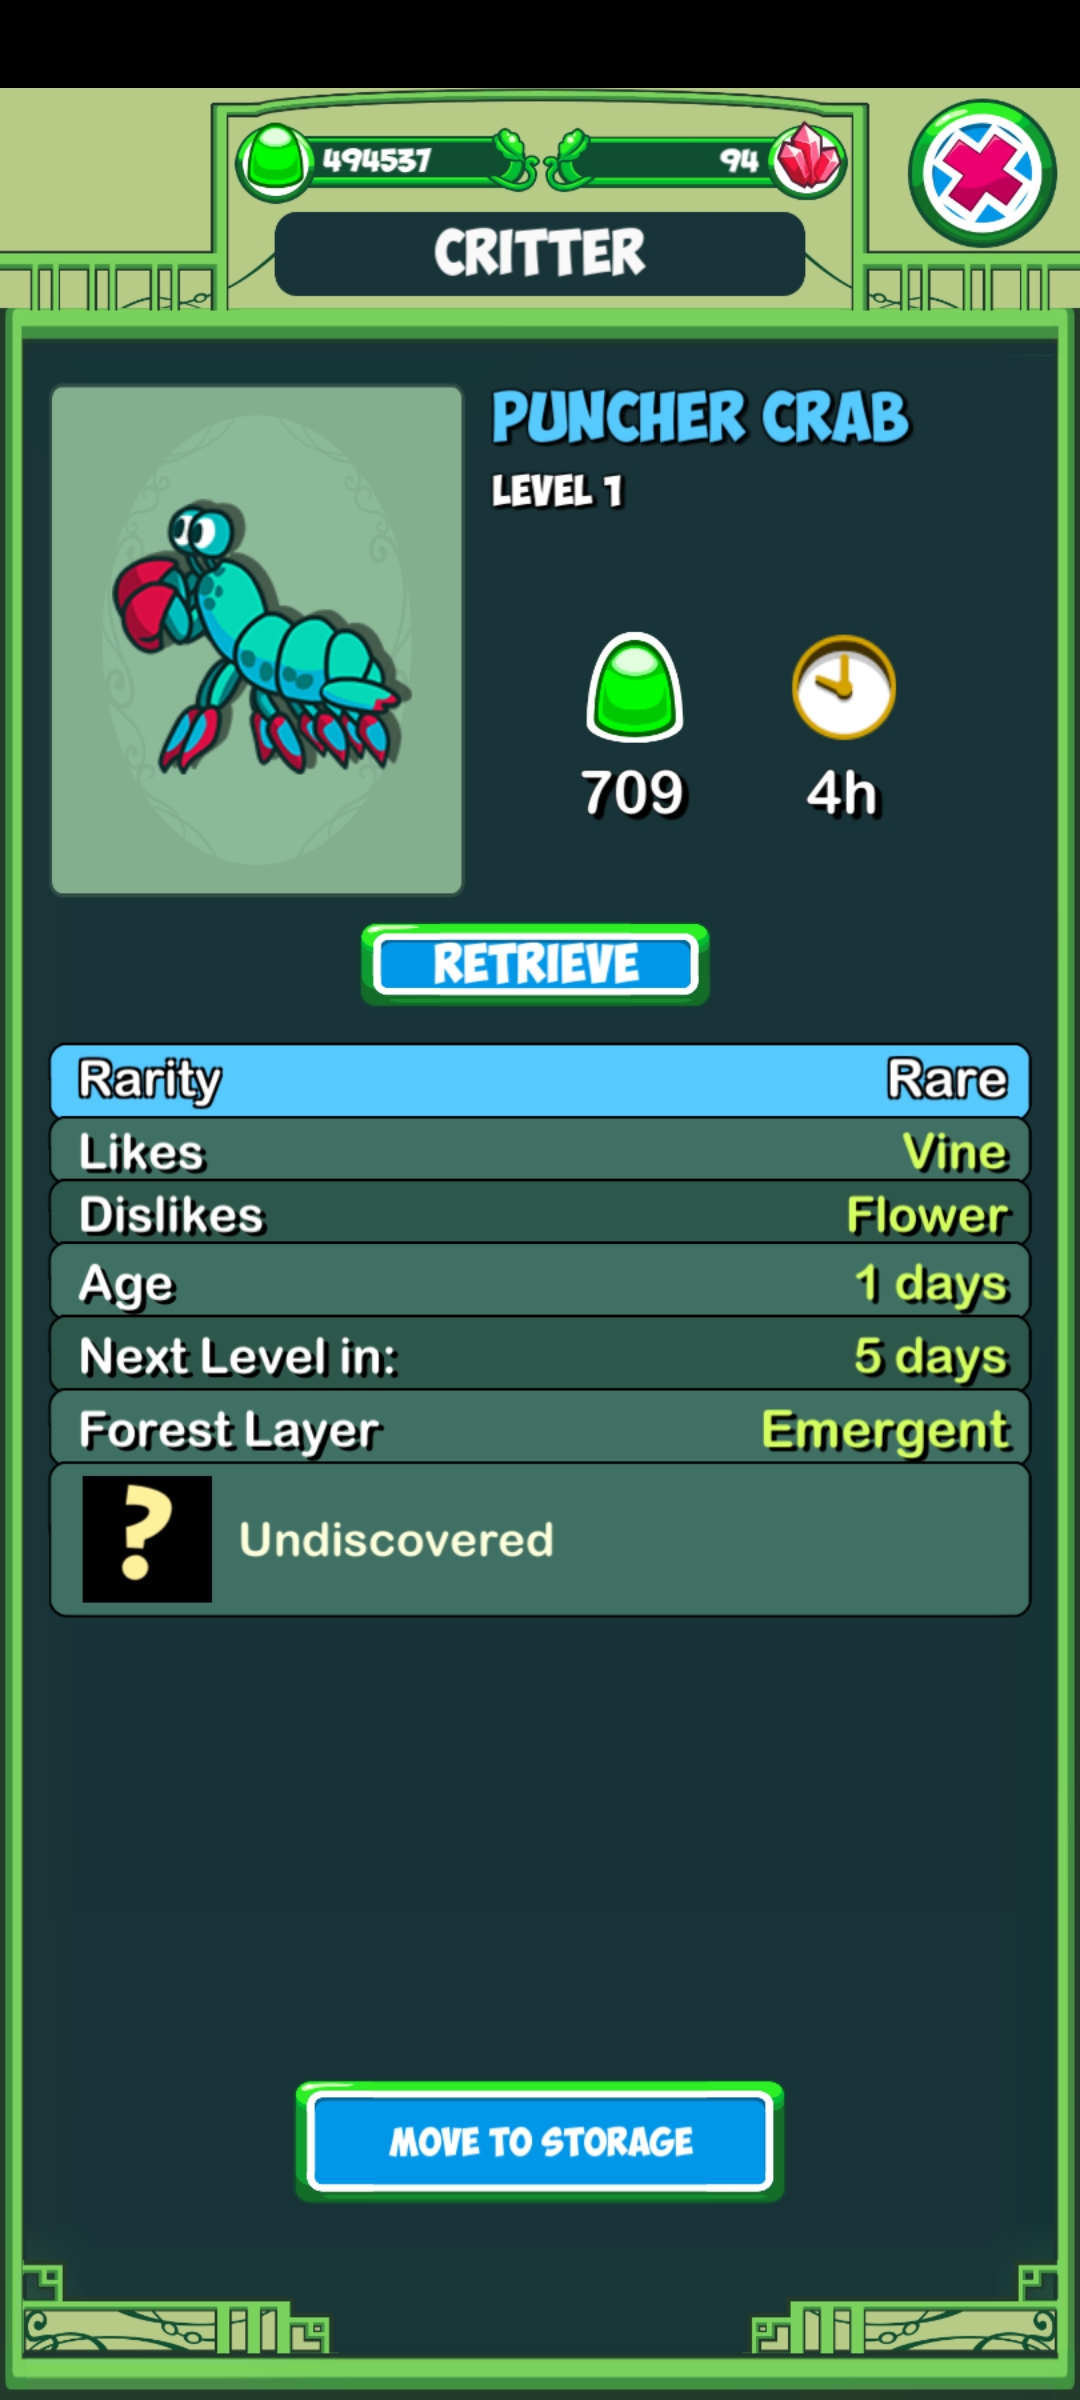 494537 94
CRITTER
PUNCHER CRAB
LEVEL 1
709 4h
RETRIEVE
Rarity Rare
Likes Vine
Dislikes Flower
Age 1 days
Next Level in: 5 days
Forest Layer Emergent
? Undiscovered
MOVE TO STORAGE